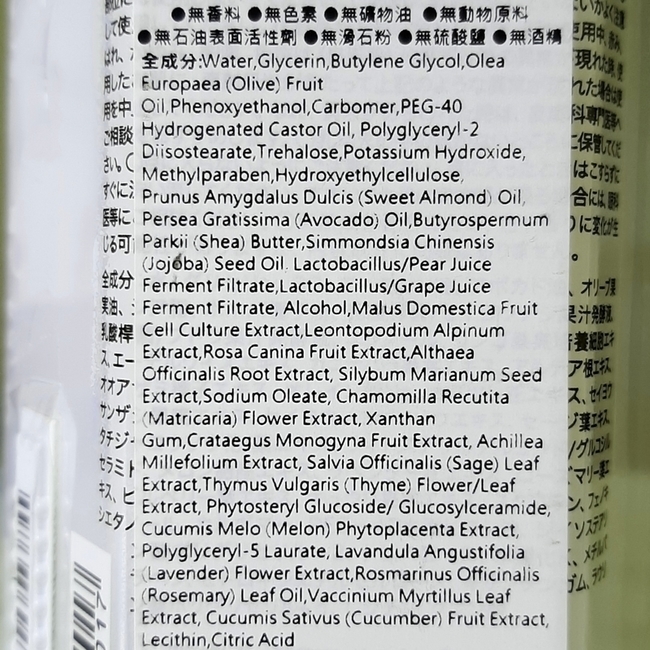 ●無香料 ●無色素 ●無礦物油 ●無動物原料
●無石油表面活性劑 ●無滑石粉 ●無硫酸鹽 ●無酒精
全成分:Water,Glycerin,Butylene Glycol,Olea
Europaea (Olive) Fruit
Oil,Phenoxyethanol,Carbomer,PEG-40
Hydrogenated Castor Oil, Polyglyceryl-2
Diisostearate,Trehalose,Potassium Hydroxide,
Methylparaben,Hydroxyethylcellulose,
Prunus Amygdalus Dulcis (Sweet Almond) Oil,
Persea Gratissima (Avocado) Oil,Butyrospermum
Parkii (Shea) Butter,Simmondsia Chinensis
(Jojoba) Seed Oil, Lactobacillus/Pear Juice
Ferment Filtrate,Lactobacillus/Grape Juice
Ferment Filtrate, Alcohol,Malus Domestica Fruit
Cell Culture Extract,Leontopodium Alpinum
Extract,Rosa Canina Fruit Extract,Althaea
Officinalis Root Extract, Silybum Marianum Seed
Extract,Sodium Oleate, Chamomilla Recutita
(Matricaria) Flower Extract, Xanthan
Gum,Crataegus Monogyna Fruit Extract, Achillea
Millefolium Extract, Salvia Officinalis (Sage) Leaf
Extract,Thymus Vulgaris (Thyme) Flower/Leaf
Extract, Phytosteryl Glucoside/ Glucosylceramide,
Cucumis Melo (Melon) Phytoplacenta Extract,
Polyglyceryl-5 Laurate, Lavandula Angustifolia
(Lavender) Flower Extract,Rosmarinus Officinalis
(Rosemary) Leaf Oil,Vaccinium Myrtillus Leaf
Extract, Cucumis Sativus (Cucumber) Fruit Extract,
Lecithin,Citric Acid